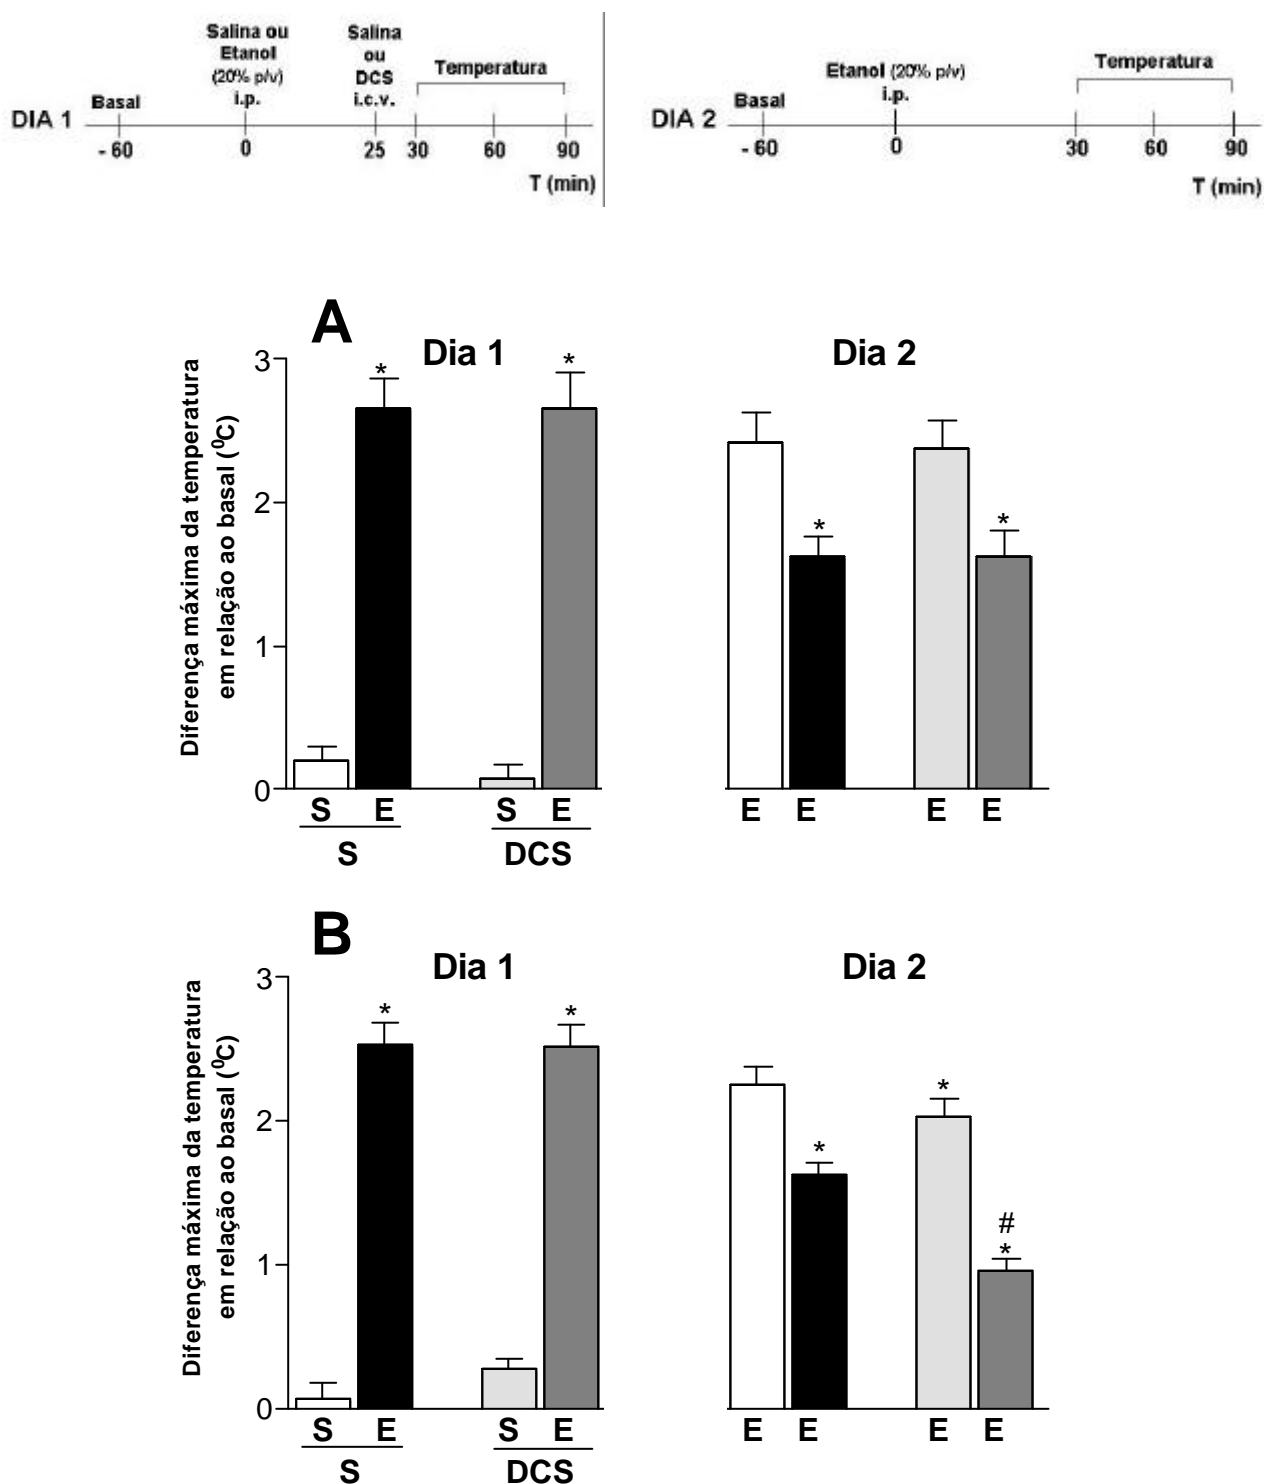 Salina ou
Etanol
(20% p/v)
i.p.
Salina
ou
DCS
i.c.v.
Temperatura
Basal
DIA 1
- 60
0
25
30
60
90
T (min)
Temperatura
Etanol (20% p/v)
i.p.
Basal
DIA 2
- 60
0
30
60
90
T (min)
A
Dia 1
Dia 2
Diferença máxima da temperatura
em relação ao basal (⁰C)
3
2
1
0
*
*
*
*
S E S E
S DCS
E E E E
B
Dia 1
Dia 2
Diferença máxima da temperatura
em relação ao basal (⁰C)
3
2
1
0
*
*
*
*
#
*
S E S E
S DCS
E E E E